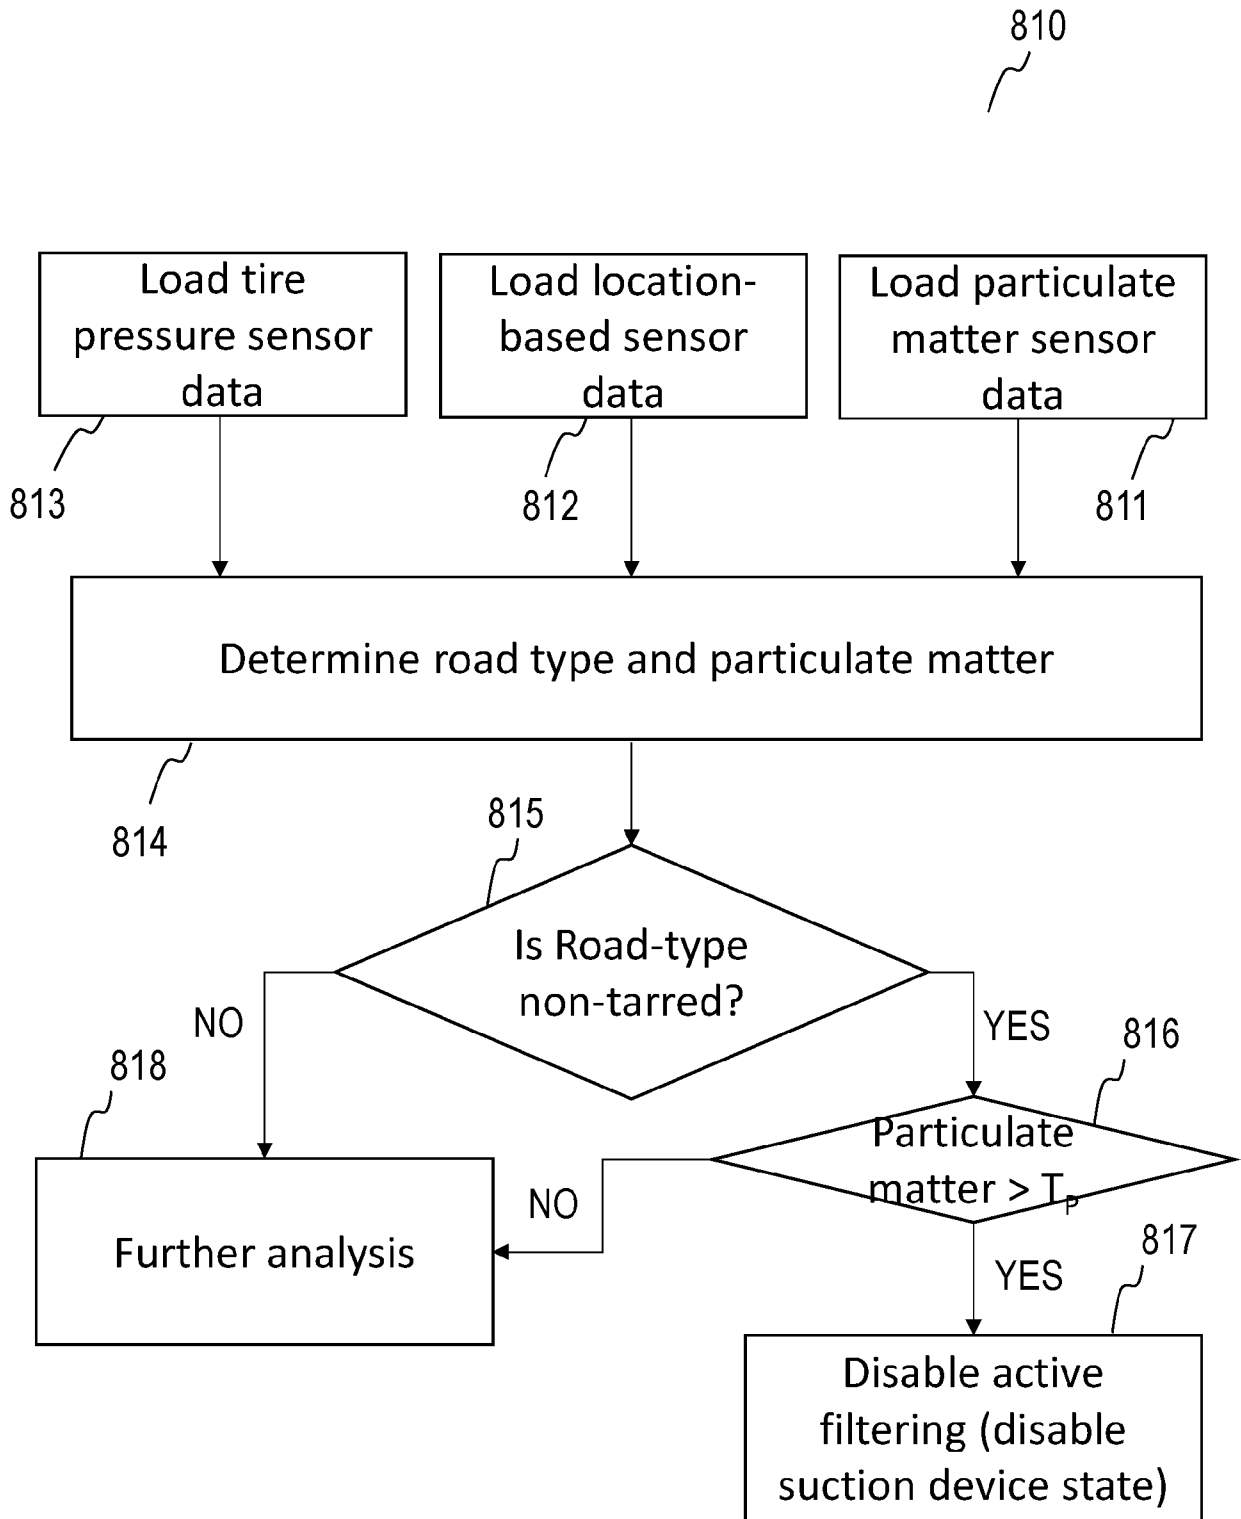 810
Load tire
pressure sensor
data
Load location-
based sensor
data
Load particulate
matter sensor
data
813
812
811
Determine road type and particulate matter
814
815
Is Road-type
non-tarred?
NO
YES
816
818
Particulate
matter > TP
NO
Further analysis
817
YES
Disable active
filtering (disable
suction device state)